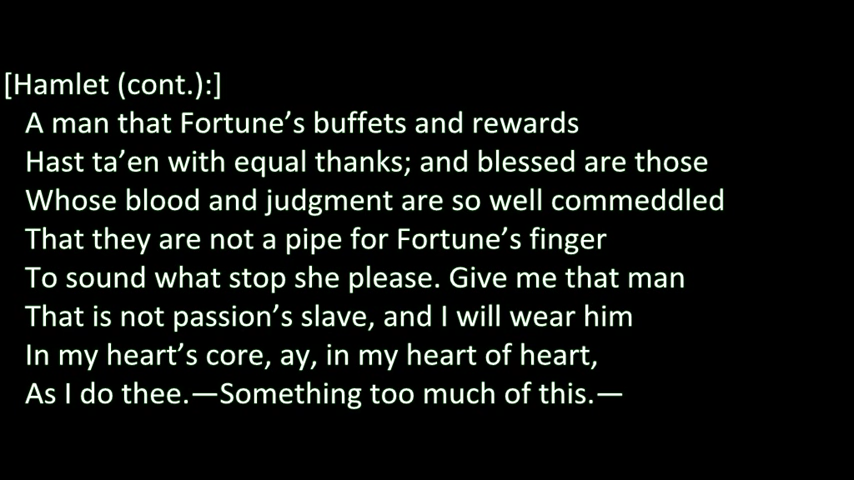 [Hamlet (cont.):]
A man that Fortune’s buffets and rewards
Hast ta’en with equal thanks; and blessed are those
Whose blood and judgment are so well commeddled
That they are not a pipe for Fortune’s finger
To sound what stop she please. Give me that man
That is not passion’s slave, and I will wear him
In my heart’s core, ay, in my heart of heart,
As I do thee.—Something too much of this.—